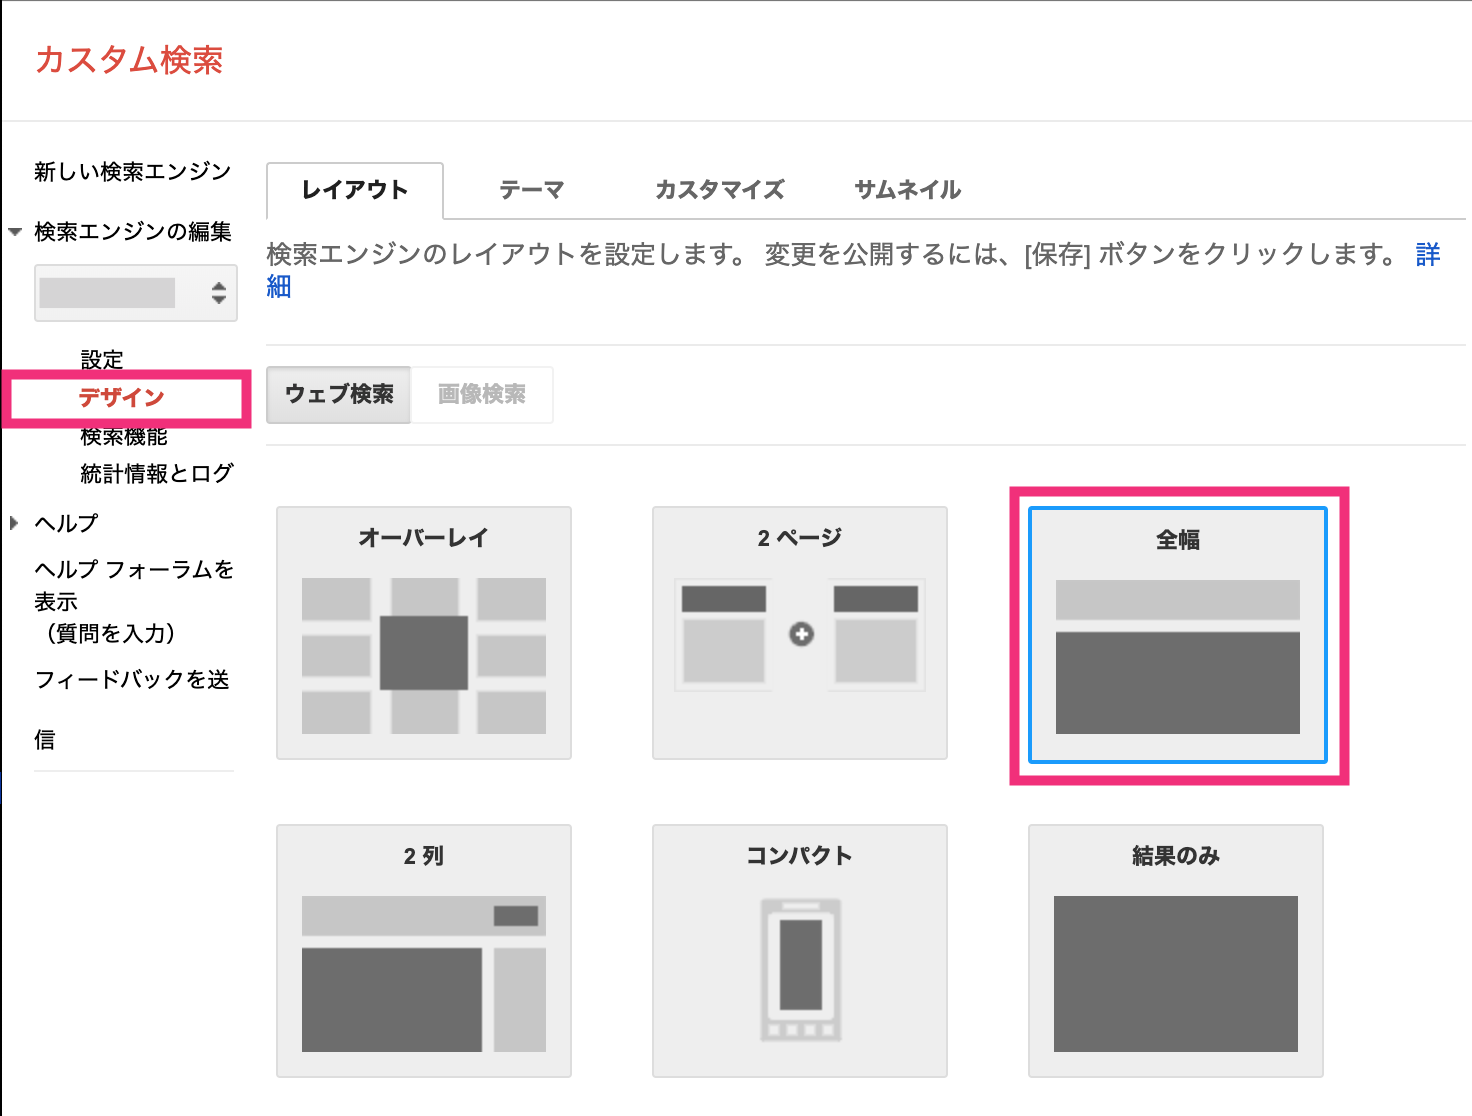 カスタム検索
新しい検索エンジン
検索エンジンの編集
設定
デザイン
検索機能
統計情報とログ
ヘルプ
ヘルプ フォーラムを
表示
（質問を入力）
フィードバックを送
信
レイアウト
テーマ
カスタマイズ
サムネイル
検索エンジンのレイアウトを設定します。 変更を公開するには、[保存] ボタンをクリックします。 詳
細
ウェブ検索
画像検索
オーバーレイ
2 ページ
全幅
2 列
コンパクト
結果のみ